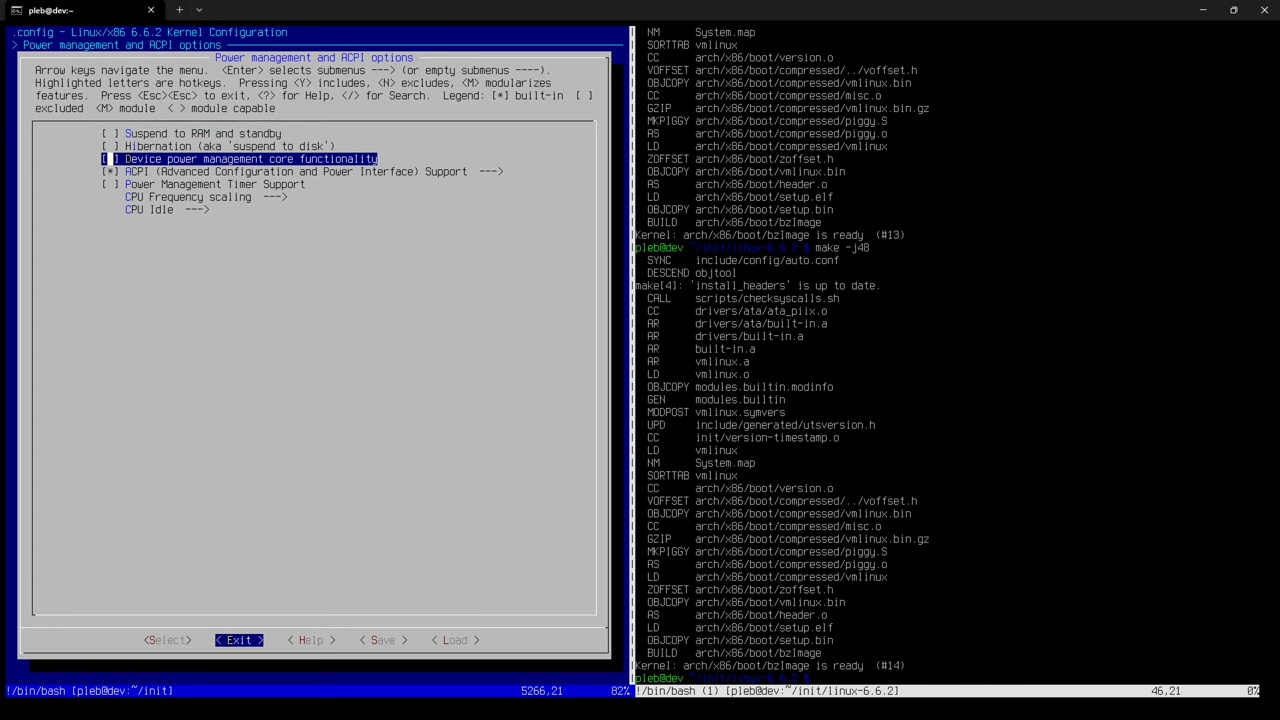 pleb@dev:~
.config - Linux/x86 6.6.2 Kernel Configuration
> Power management and ACPI options
Power management and ACPI options
Arrow keys navigate the menu.  <Enter> selects submenus ---> (or empty submenus ----).
Highlighted letters are hotkeys.  Pressing <Y> includes, <N> excludes, <M> modularizes
features.  Press <Esc><Esc> to exit, <?> for Help, </> for Search.  Legend: [*] built-in  [ ]
excluded  <M> module  < > module capable
[ ] Suspend to RAM and standby
[ ] Hibernation (aka 'suspend to disk')
[ ] Device power management core functionality
[*] ACPI (Advanced Configuration and Power Interface) Support  --->
[ ] Power Management Timer Support
CPU Frequency scaling  --->
CPU Idle  --->
<Select>    < Exit >    < Help >    < Save >    < Load >
!/bin/bash [pleb@dev:~/init]    5266,21    82%
NM      System.map
SORTTAB vmlinux
CC      arch/x86/boot/version.o
VOFFSET arch/x86/boot/compressed/../voffset.h
OBJCOPY arch/x86/boot/compressed/vmlinux.bin
CC      arch/x86/boot/compressed/misc.o
GZIP    arch/x86/boot/compressed/vmlinux.bin.gz
MKPIGGY arch/x86/boot/compressed/piggy.S
AS      arch/x86/boot/compressed/piggy.o
LD      arch/x86/boot/compressed/vmlinux
ZOFFSET arch/x86/boot/zoffset.h
OBJCOPY arch/x86/boot/vmlinux.bin
AS      arch/x86/boot/header.o
LD      arch/x86/boot/setup.elf
OBJCOPY arch/x86/boot/setup.bin
BUILD   arch/x86/boot/bzImage
Kernel: arch/x86/boot/bzImage is ready  (#13)
pleb@dev ~/init/linux-6.6.2 $ make -j48
SYNC    include/config/auto.conf
DESCEND objtool
make[4]: 'install_headers' is up to date.
CALL    scripts/checksyscalls.sh
CC      drivers/ata/ata_piix.o
AR      drivers/ata/built-in.a
AR      drivers/built-in.a
AR      built-in.a
AR      vmlinux.a
LD      vmlinux.o
OBJCOPY modules.builtin.modinfo
GEN     modules.builtin
MODPOST vmlinux.symvers
UPD     include/generated/utsversion.h
CC      init/version-timestamp.o
LD      vmlinux
NM      System.map
SORTTAB vmlinux
CC      arch/x86/boot/version.o
VOFFSET arch/x86/boot/compressed/../voffset.h
OBJCOPY arch/x86/boot/compressed/vmlinux.bin
CC      arch/x86/boot/compressed/misc.o
GZIP    arch/x86/boot/compressed/vmlinux.bin.gz
MKPIGGY arch/x86/boot/compressed/piggy.S
AS      arch/x86/boot/compressed/piggy.o
LD      arch/x86/boot/compressed/vmlinux
ZOFFSET arch/x86/boot/zoffset.h
OBJCOPY arch/x86/boot/vmlinux.bin
AS      arch/x86/boot/header.o
LD      arch/x86/boot/setup.elf
OBJCOPY arch/x86/boot/setup.bin
BUILD   arch/x86/boot/bzImage
Kernel: arch/x86/boot/bzImage is ready  (#14)
pleb@dev ~/init/linux-6.6.2 $
!/bin/bash (1) [pleb@dev:~/init/linux-6.6.2]    46,21    0%